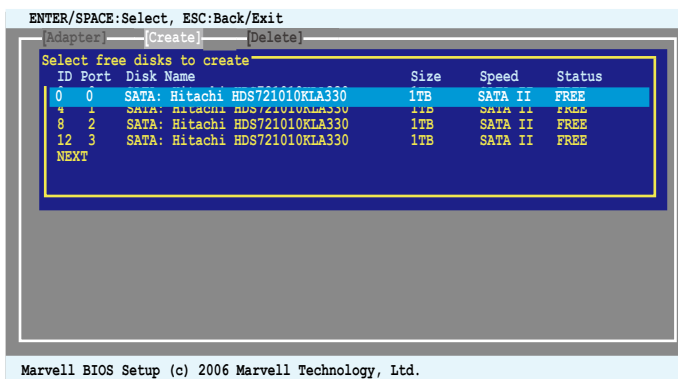 ENTER/SPACE:Select, ESC:Back/Exit
[Adapter] [Create] [Delete]
Select free disks to create
ID Port Disk Name Size Speed Status
0 0 SATA: Hitachi HDS721010KLA330 1TB SATA II FREE
4 1 SATA: Hitachi HDS721010KLA330 1TB SATA II FREE
8 2 SATA: Hitachi HDS721010KLA330 1TB SATA II FREE
12 3 SATA: Hitachi HDS721010KLA330 1TB SATA II FREE
NEXT
Marvell BIOS Setup (c) 2006 Marvell Technology, Ltd.